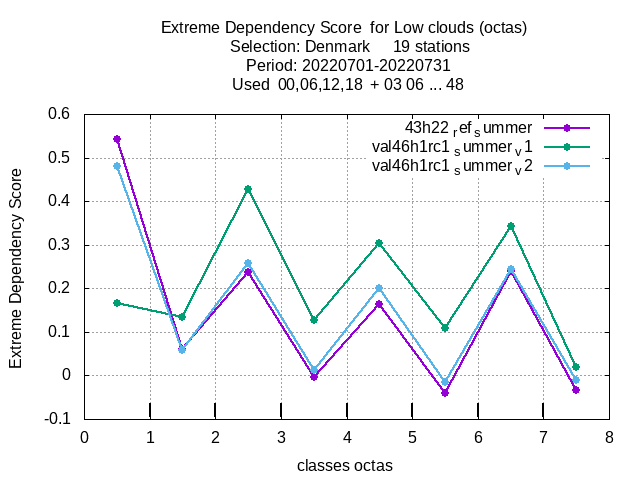 Extreme Dependency Score  for Low clouds (octas)
Selection: Denmark     19 stations
Period: 20220701-20220731
Used  00,06,12,18  + 03 06 ... 48
43h22 ref summer
val46h1rc1 summer v1
val46h1rc1 summer v2
0.6
0.5
0.4
0.3
0.2
0.1
0
-0.1
Extreme Dependency Score
0 1 2 3 4 5 6 7 8
classes octas